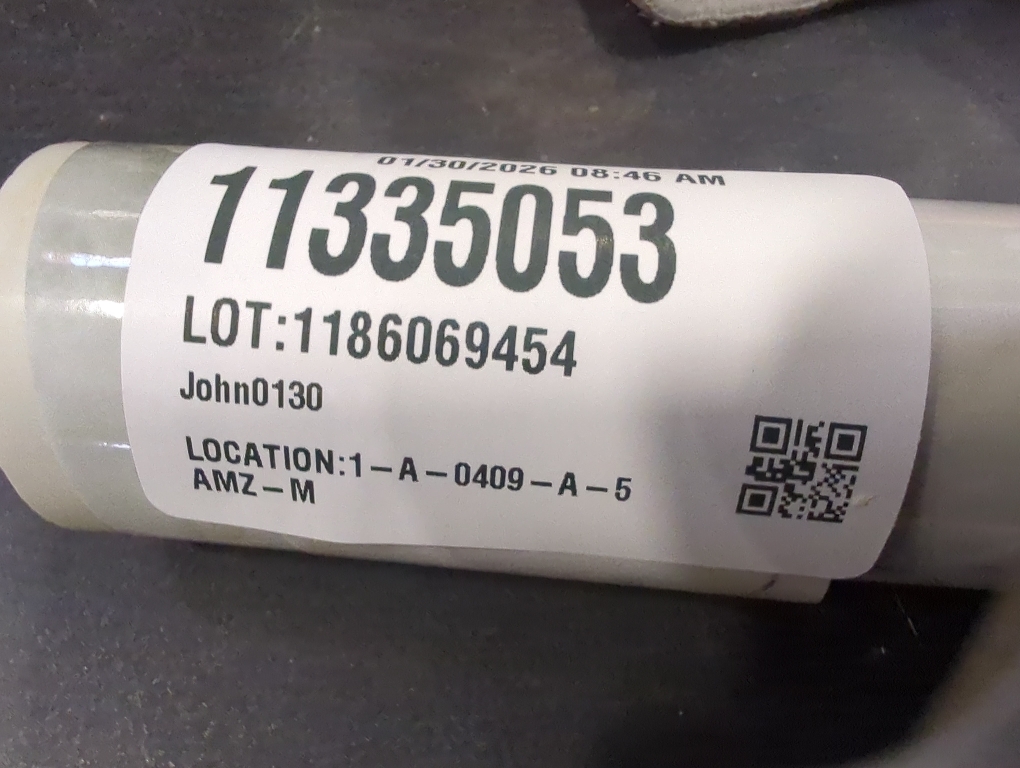 01/30/2026 08:46 AM
11335053
LOT:1186069454
John0130
LOCATION:1-A-0409-A-5
AMZ-M